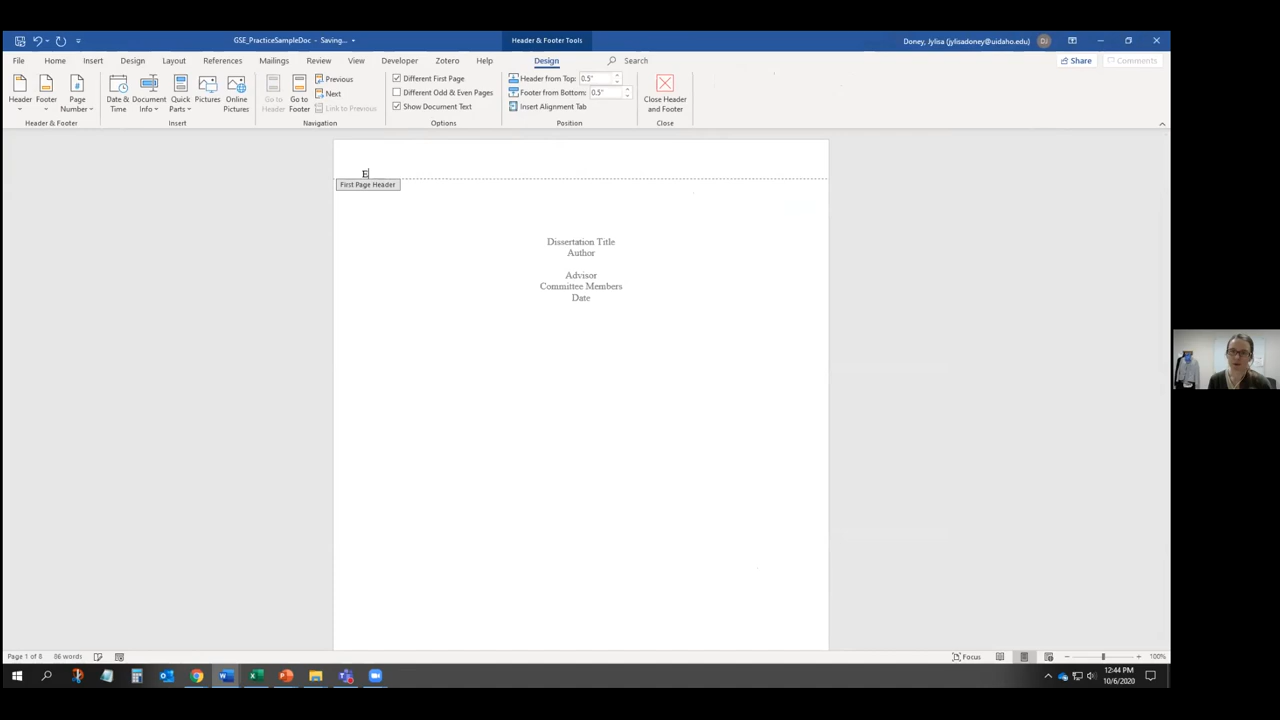 GSE_PracticeSampleDoc - Saving...
Header & Footer Tools
Doney, Jylisa (jylisadoney@uidaho.edu)
DJ
File Home Insert Design Layout References Mailings Review View Developer Zotero Help Design Search
Share Comments
Header Footer Page Number
Header & Footer
Date & Time Document Info Quick Parts Pictures Online Pictures
Insert
Go to Header Go to Footer Previous Next Link to Previous
Navigation
Different First Page
Different Odd & Even Pages
Show Document Text
Options
Header from Top: 0.5"
Footer from Bottom: 0.5"
Insert Alignment Tab
Position
Close Header and Footer
Close
E
First Page Header
Dissertation Title
Author
Advisor
Committee Members
Date
Page 1 of 8 86 words
Focus
100%
12:44 PM
10/6/2020